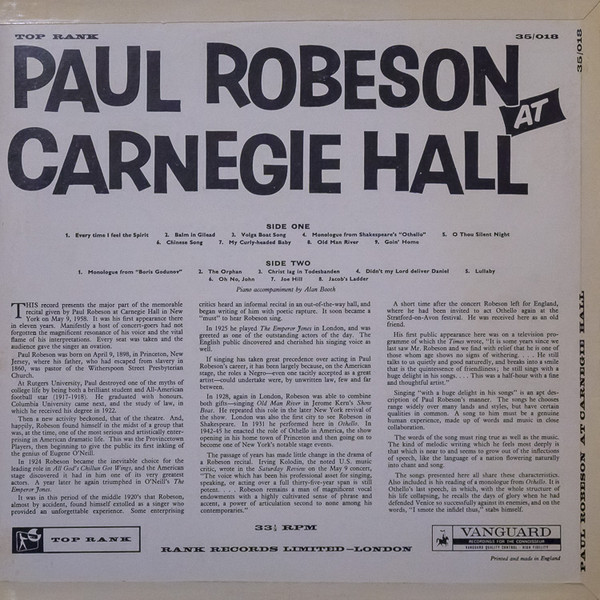 TOP RANK 35/018
PAUL ROBESON
AT
CARNEGIE HALL
SIDE ONE
1. Every time I feel the Spirit 2. Balm in Gilead 3. Volga Boat Song 4. Monologue from Shakespeare's "Othello" 5. O Thou Silent Night
6. Chinese Song 7. My Curly-headed Baby 8. Old Man River 9. Goin' Home
SIDE TWO
1. Monologue from "Boris Godunov" 2. The Orphan 3. Christ lag in Todesbanden 4. Didn't my Lord deliver Daniel 5. Lullaby
6. Oh No, John 7. Joe Hill 8. Jacob's Ladder
Piano accompaniment by Alan Booth
THIS record presents the major part of the memorable
recital given by Paul Robeson at Carnegie Hall in New
York on May 9, 1958. It was his first appearance there
in eleven years. Manifestly a host of concert-goers had not
forgotten the magnificent resonance of his voice and the vital
flame of his interpretations. Every seat was taken and the
audience gave the singer an ovation.
Paul Robeson was born on April 9, 1898, in Princeton, New
Jersey, where his father, who had escaped from slavery in
1860, was pastor of the Witherspoon Street Presbyterian
Church.
At Rutgers University, Paul destroyed one of the myths of
college life by being both a brilliant student and All-American
football star (1917-1918). He graduated with honours.
Columbia University came next, and the study of law, in
which he received his degree in 1922.
Then a new activity beckoned, that of the theatre. And,
happily, Robeson found himself in the midst of a group that
was, at the time, one of the most serious and artistically enter-
prising in American dramatic life. This was the Provincetown
Players, then beginning to give the public its first inkling of
the genius of Eugene O'Neill.
In 1924 Robeson became the inevitable choice for the
leading role in All God's Chillun Got Wings, and the American
stage discovered it had in him one of its very greatest
actors. A year later he again triumphed in O'Neill's The
Emperor Jones.
It was in this period of the middle 1920's that Robeson,
almost by accident, found himself extolled as a singer who
provided an unforgettable experience. Some enterprising
critics heard an informal recital in an out-of-the-way hall, and
began writing of him with poetic rapture. It soon became a
"must" to hear Robeson sing.
In 1925 he played The Emperor Jones in London, and was
greeted as one of the outstanding actors of the day. The
English public discovered and cherished his singing voice as
well.
If singing has taken great precedence over acting in Paul
Robeson's career, it has been largely because, on the American
stage, the roles a Negro—even one tacitly accepted as a great
artist—could undertake were, by unwritten law, few and far
between.
In 1928, again in London, Robeson was able to combine
both gifts—singing Old Man River in Jerome Kern's Show
Boat. He repeated this role in the later New York revival of
the show. London was also the first city to see Robeson in
Shakespeare. In 1931 he performed here in Othello. In
1942-45 he enacted the role of Othello in America, the show
opening in his home town of Princeton and then going on to
become one of New York's notable stage events.
The passage of years has made little change in the drama of
a Robeson recital. Irving Kolodin, the noted U.S. music
critic, wrote in the Saturday Review on the May 9 concert,
"The voice which has been his professional asset for singing,
speaking, or acting over a full thirty-five-year span is still
potent. . . . Robeson remains a man of magnificent vocal
endowments with a highly cultivated sense of phrase and
accent, a power of articulation second to none among his
contemporaries."
A short time after the concert Robeson left for England,
where he had been invited to act Othello again at the
Stratford-on-Avon festival. He was received here as an old
friend.
His first public appearance here was on a television pro-
gramme of which the Times wrote, "It is some years since we
last saw Mr. Robeson and we find with relief that he is one of
those whom age shows no signs of withering. . . . He still
talks to us quietly and good naturedly, and breaks into a smile
that is the quintessence of friendliness; he still sings with a
huge delight in his songs. . . . This was a half-hour with a fine
and thoughtful artist."
Singing "with a huge delight in his songs" is an apt des-
cription of Paul Robeson's manner. The songs he chooses
range widely over many lands and styles, but have certain
qualities in common. A song to him must be a genuine
human experience, made up of words and music in close
collaboration.
The words of the song must ring true as well as the music.
The kind of melodic writing which he feels most deeply is
that which is near to and seems to grow out of the inflections
of speech, like the language of a nation flowering naturally
into chant and song.
The songs presented here all share these characteristics.
Also included is his reading of a monologue from Othello. It is
Othello's last speech, in which, with the whole structure of
his life collapsing, he recalls the days of glory when he had
defended Venice so successfully against its enemies, and on the
words, "I smote the infidel thus," stabs himself.
33⅓ RPM
TOP RANK
RANK RECORDS LIMITED—LONDON
VANGUARD
RECORDINGS FOR THE CONNOISSEUR
VANGUARD QUALITY CONTROL · HIGH FIDELITY
Printed and made in England
35/018
PAUL ROBESON AT CARNEGIE HALL